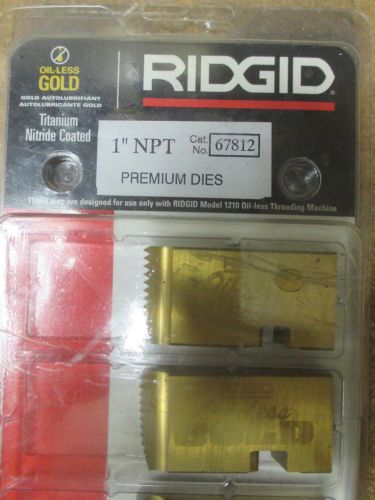 OIL-LESS
GOLD
GOLD AUTOLUBRIFIANT
AUTOLUBRICANTE GOLD
Titanium
Nitride Coated
RIDGID®
1" NPT
Cat. No. 67812
PREMIUM DIES
These dies are designed for use only with RIDGID Model 1210 Oil-less Threading Machine